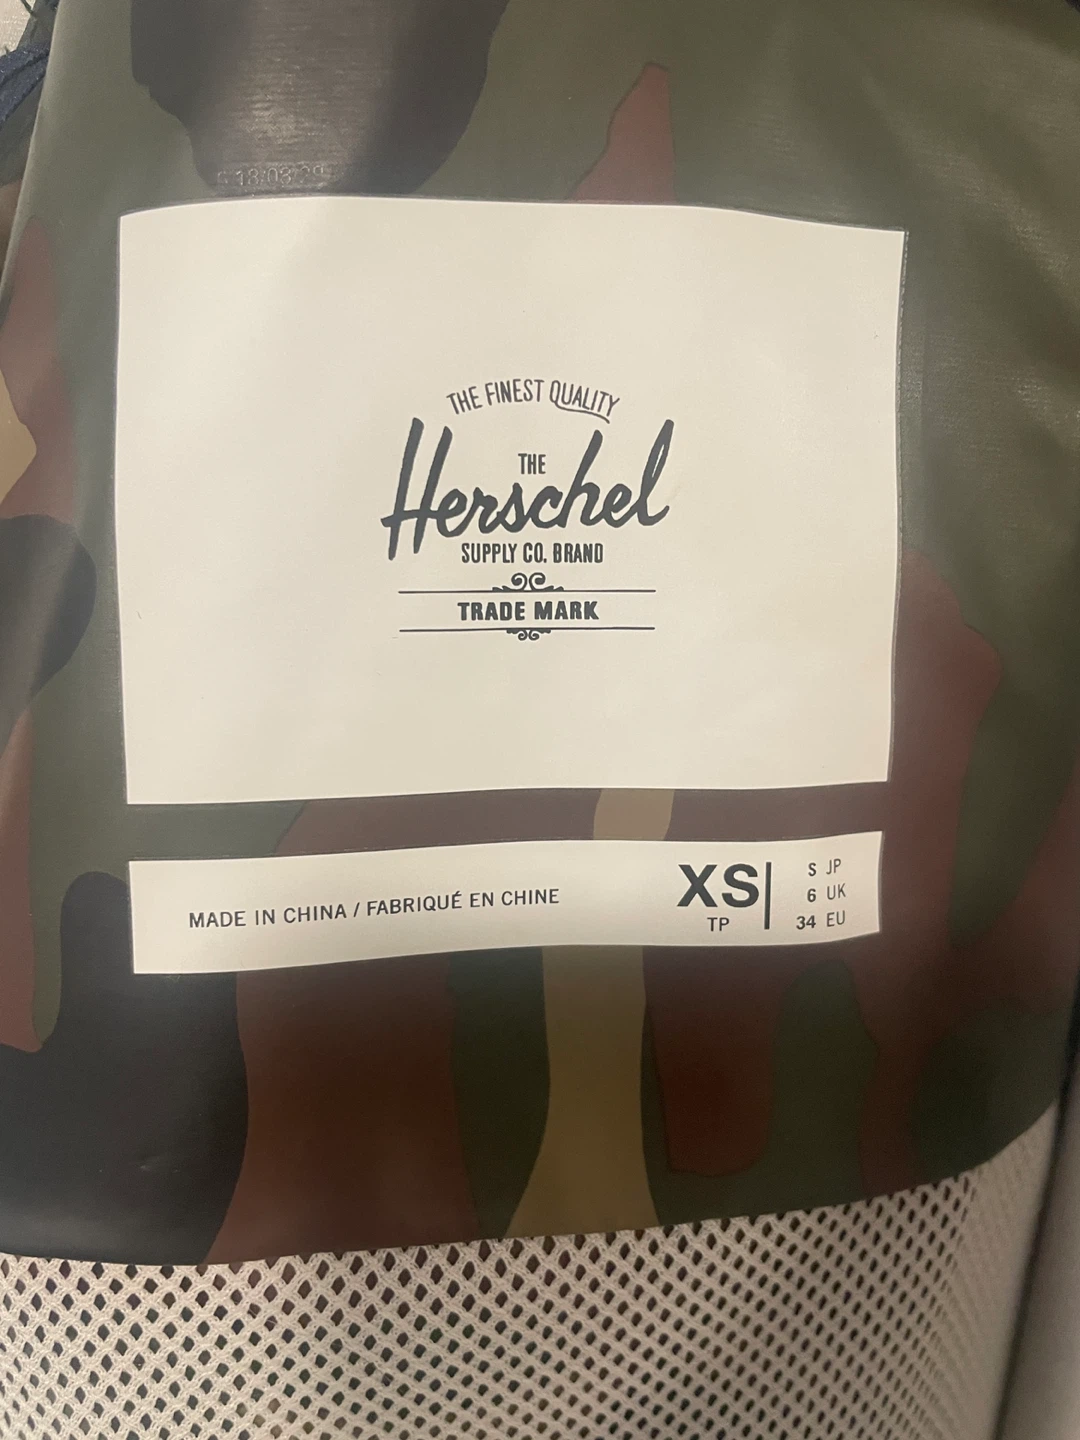 THE FINEST QUALITY
THE
Herschel
SUPPLY CO. BRAND
TRADE MARK
MADE IN CHINA / FABRIQUÉ EN CHINE
XS
TP
S JP
6 UK
34 EU